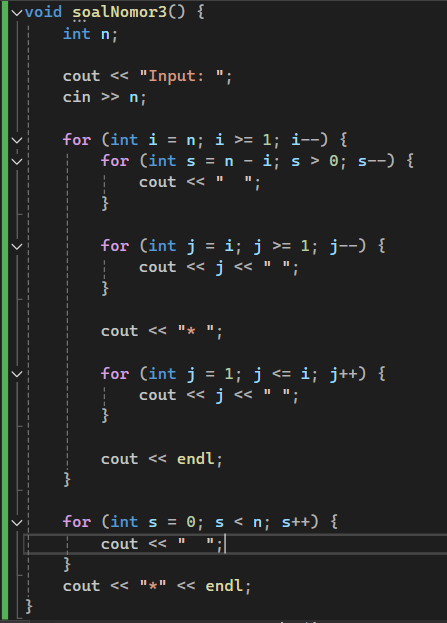 void soalNomor3() {
    int n;

    cout << "Input: ";
    cin >> n;

    for (int i = n; i >= 1; i--) {
        for (int s = n - i; s > 0; s--) {
            cout << "  ";
        }

        for (int j = i; j >= 1; j--) {
            cout << j << " ";
        }

        cout << "* ";

        for (int j = 1; j <= i; j++) {
            cout << j << " ";
        }

        cout << endl;
    }

    for (int s = 0; s < n; s++) {
        cout << "  ";
    }
    cout << "*" << endl;
}